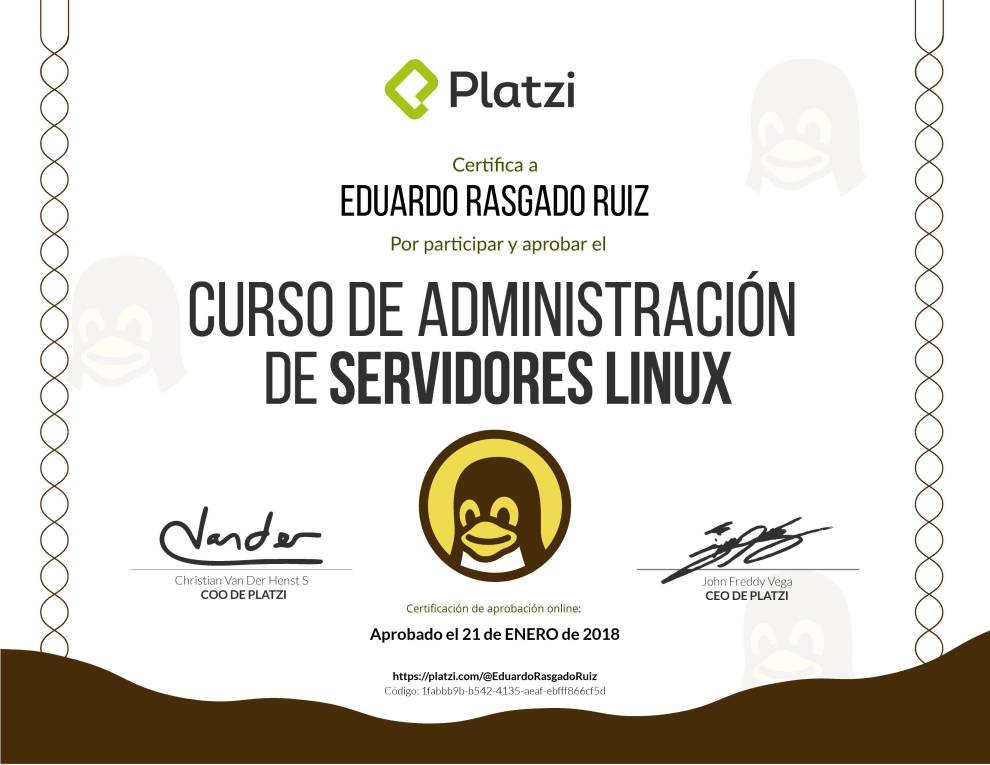 Platzi
Certifica a
EDUARDO RASGADO RUIZ
Por participar y aprobar el
CURSO DE ADMINISTRACIÓN
DE SERVIDORES LINUX
Vander
Christian Van Der Henst S
COO DE PLATZI
John Freddy Vega
CEO DE PLATZI
Certificación de aprobación online:
Aprobado el 21 de ENERO de 2018
https://platzi.com/@EduardoRasgadoRuiz
Código: 1fabbb9b-b542-4135-aeaf-ebfff866cf5d